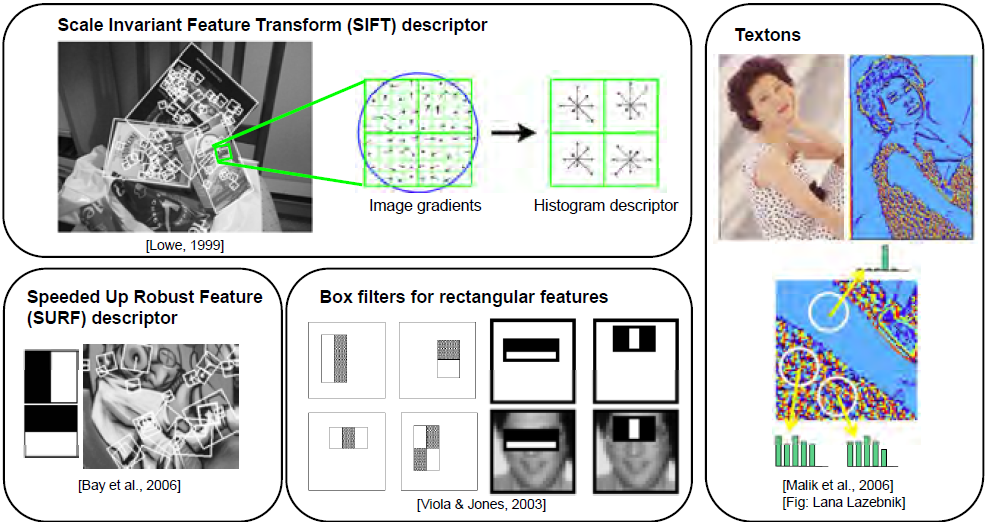 Scale Invariant Feature Transform (SIFT) descriptor
Image gradients
Histogram descriptor
[Lowe, 1999]
Speeded Up Robust Feature
(SURF) descriptor
[Bay et al., 2006]
Box filters for rectangular features
[Viola & Jones, 2003]
Textons
[Malik et al., 2006]
[Fig: Lana Lazebnik]